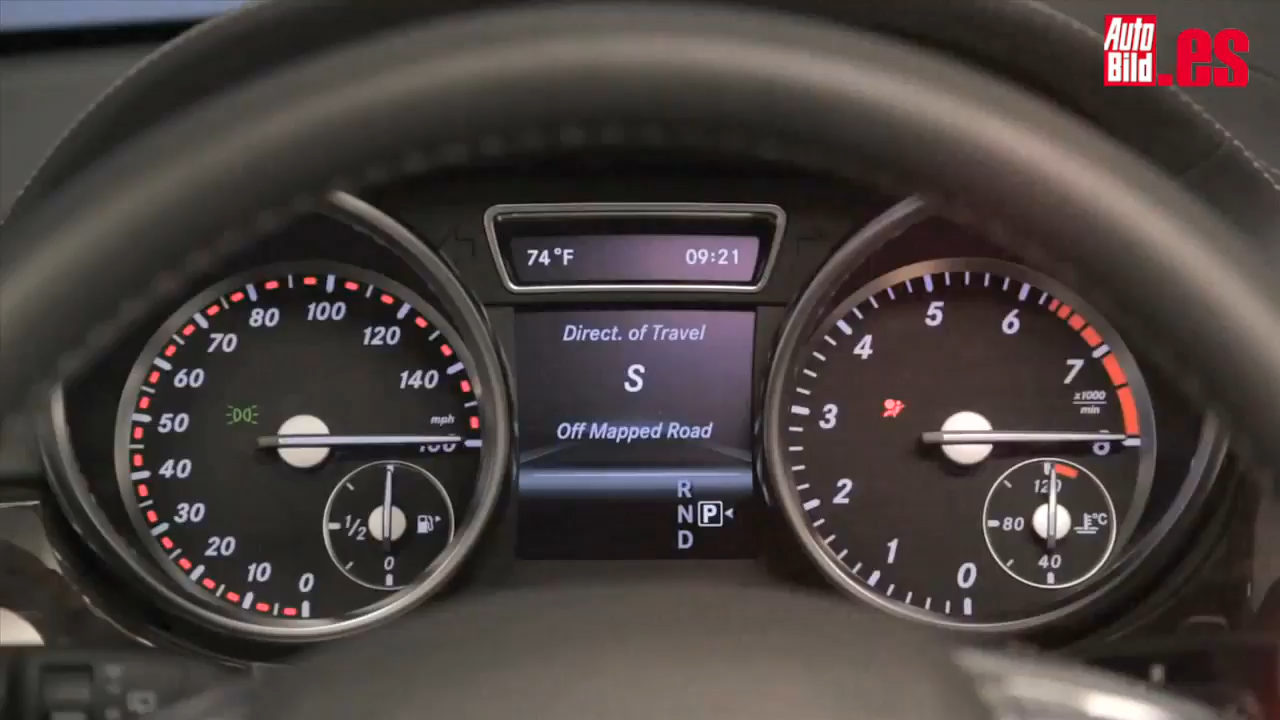 Auto
Bild
.es
74°F 09:21
Direct. of Travel
S
Off Mapped Road
R
N P
D
0
10
20
30
40
50
60
70
80
100
120
140
160
mph
1/2
0
0
1
2
3
4
5
6
7
8
x1000
min
120
80
40
°C